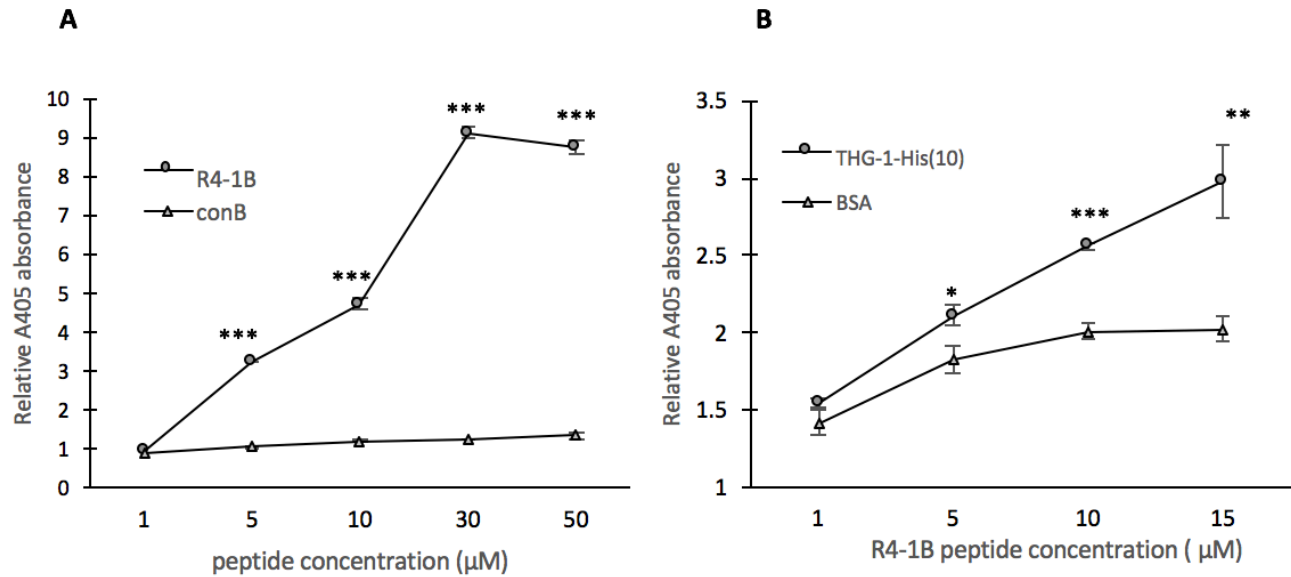 A
Relative A405 absorbance
10
9
8
7
6
5
4
3
2
1
0
R4-1B
conB
***
***
***
***
1 5 10 30 50
peptide concentration (µM)
B
Relative A405 absorbance
3.5
3
2.5
2
1.5
1
THG-1-His(10)
BSA
*
***
**
1 5 10 15
R4-1B peptide concentration ( µM)